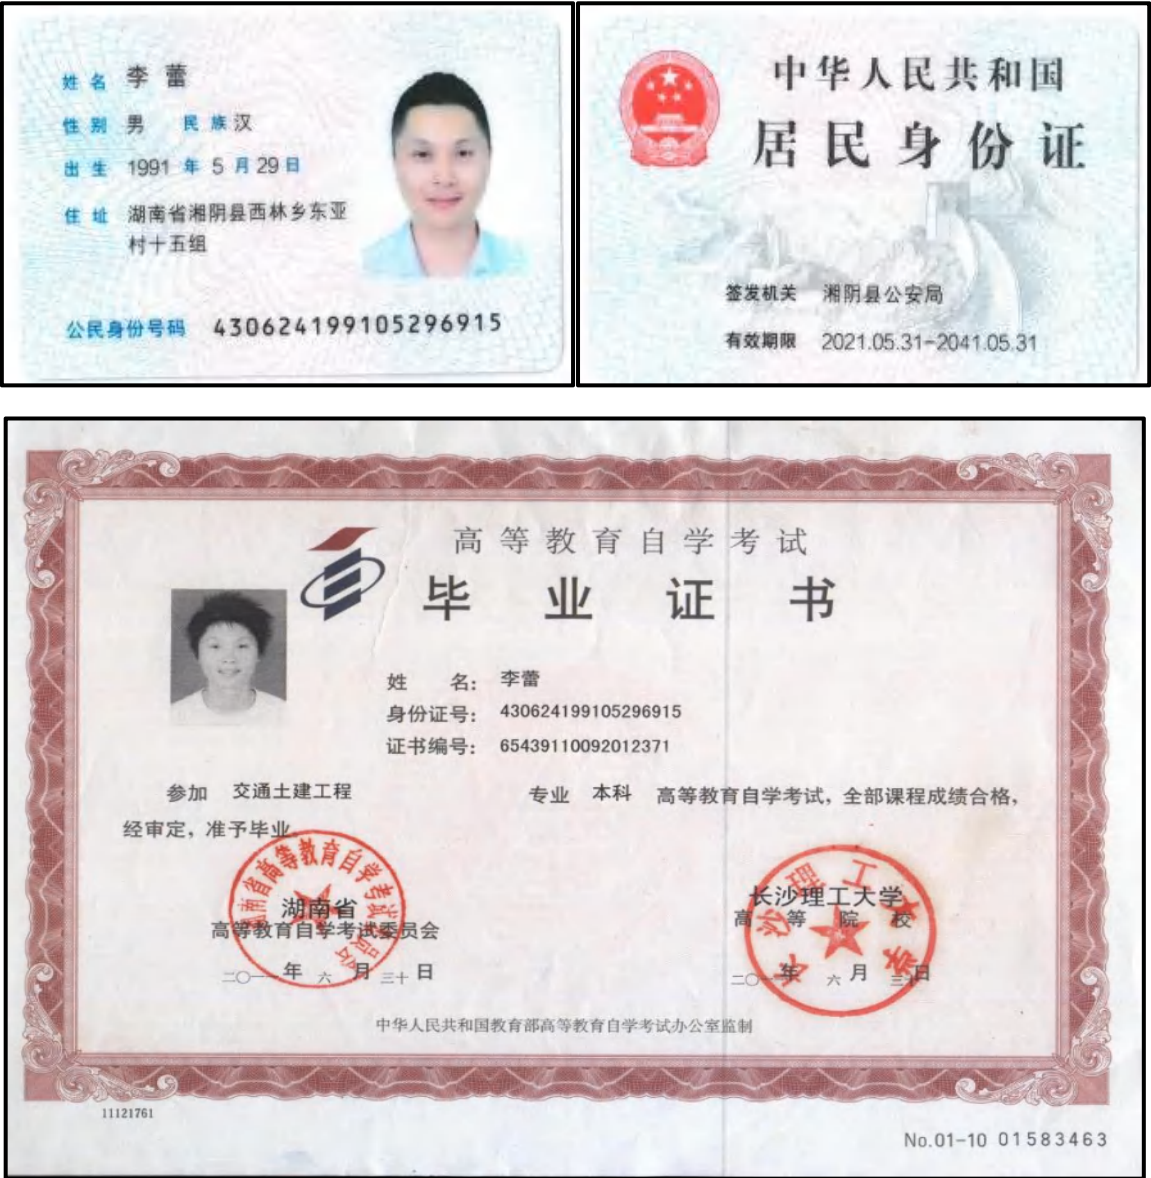 姓名 李蕾
性别 男 民族 汉
出生 1991 年 5 月 29 日
住址 湖南省湘阴县西林乡东亚
村十五组
公民身份号码 430624199105296915
中华人民共和国
居民身份证
签发机关 湘阴县公安局
有效期限 2021.05.31-2041.05.31
高等教育自学考试
毕业证书
姓名: 李蕾
身份证号: 430624199105296915
证书编号: 65439110092012371
参加 交通土建工程 专业 本科 高等教育自学考试，全部课程成绩合格，
经审定，准予毕业。
湖南省
高等教育自学考试委员会
二〇一一年六月三十日
长沙理工大学
高等院校
二〇一一年六月三十日
中华人民共和国教育部高等教育自学考试办公室监制
11121761
No.01-10 01583463